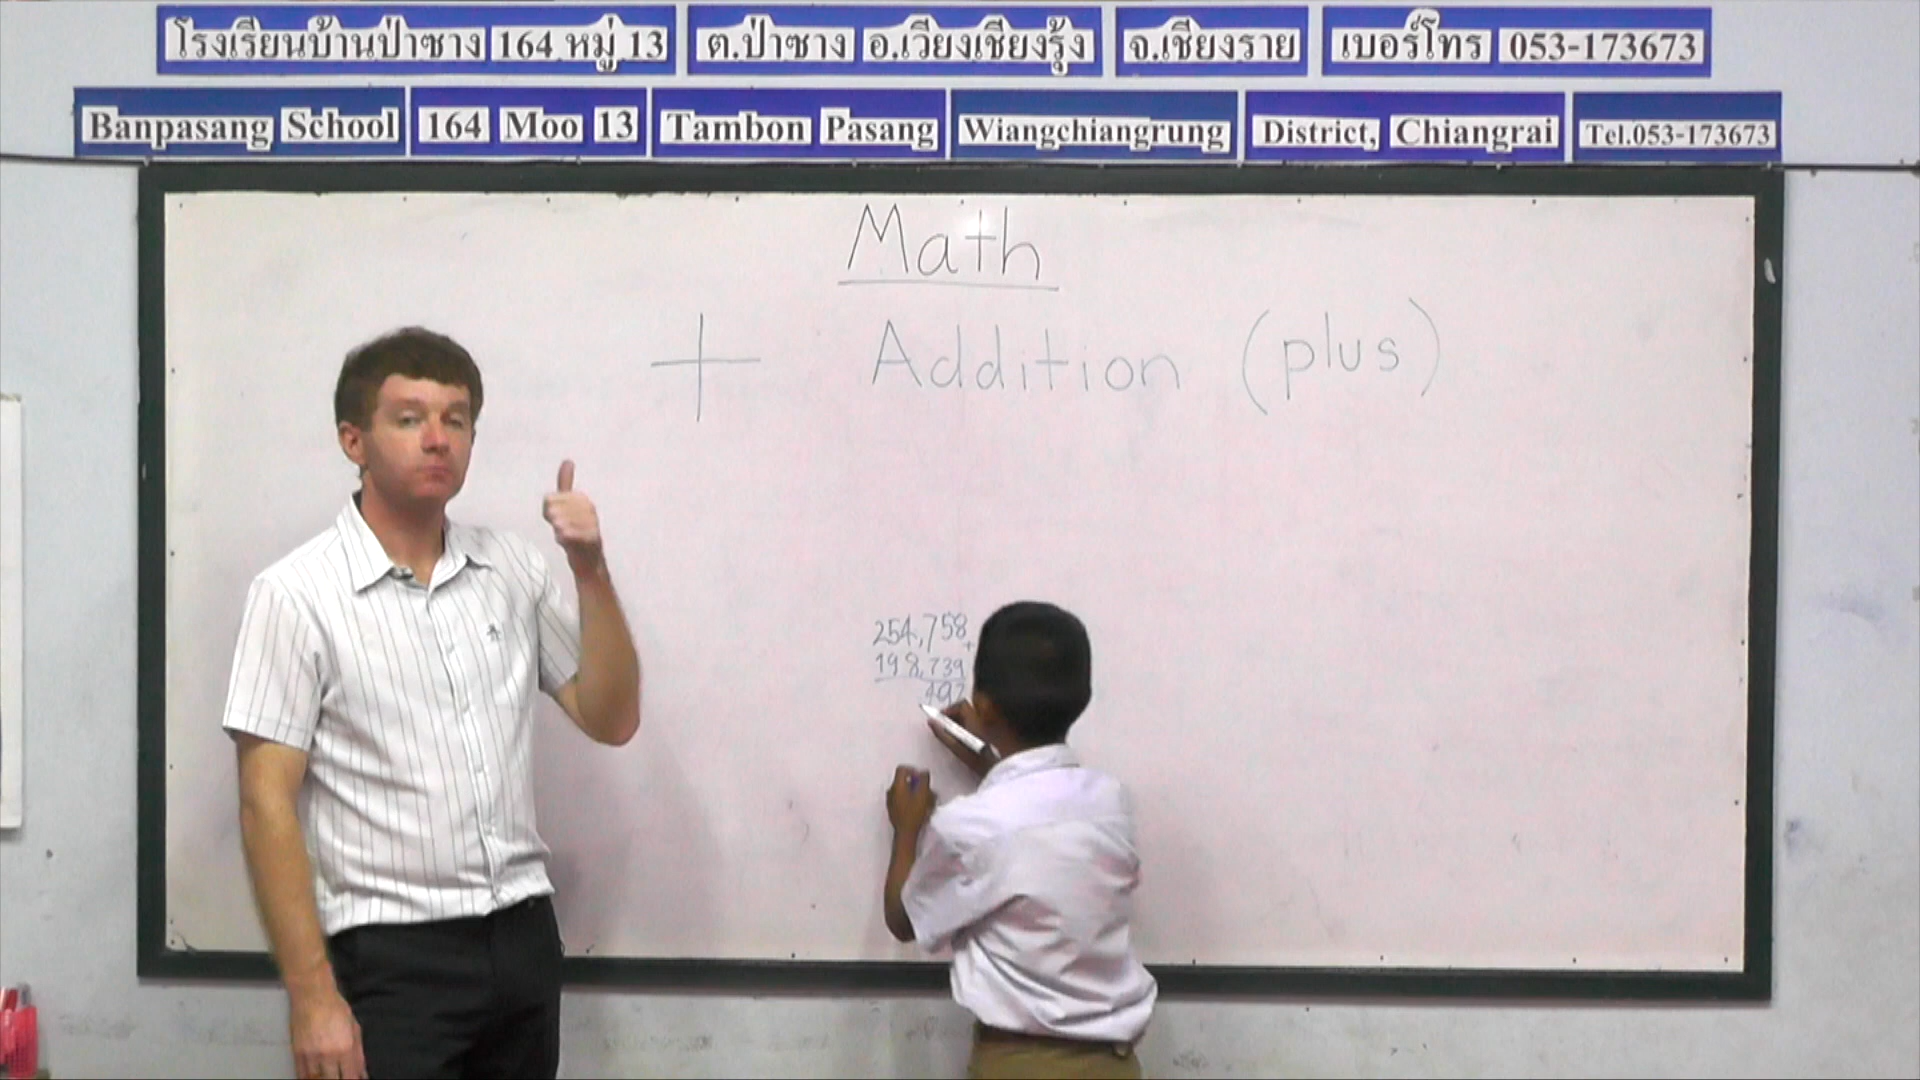 โรงเรียนบ้านป่าซาง 164 หมู่ 13 ต.ป่าซาง อ.เวียงเชียงรุ้ง จ.เชียงราย เบอร์โทร 053-173673
Banpasang School 164 Moo 13 Tambon Pasang Wiangchiangrung District, Chiangrai Tel.053-173673
Math
+ Addition (plus)
254,758
+
198,739
497